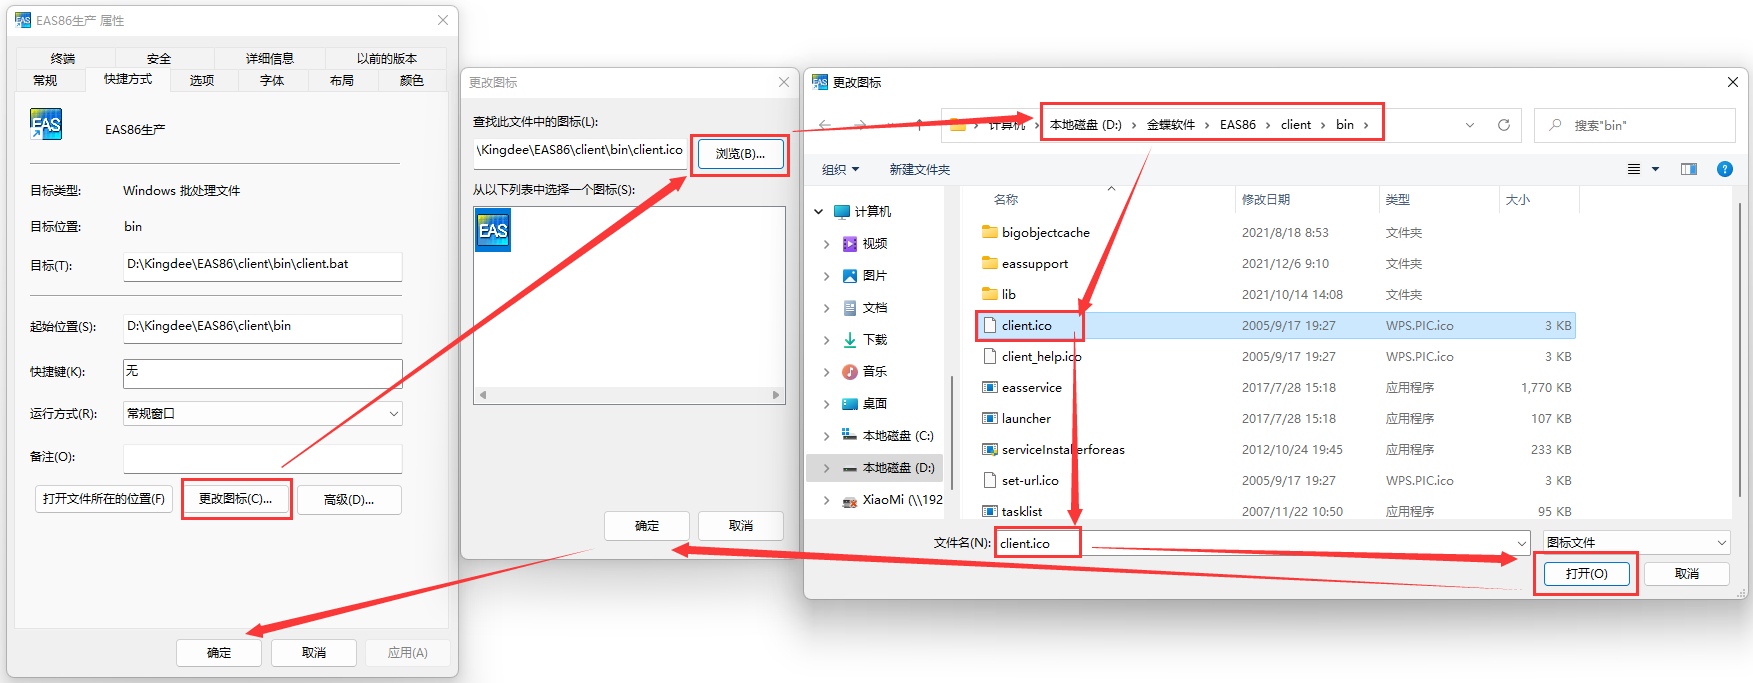 EAS86生产 属性
终端 安全 详细信息 以前的版本
常规 快捷方式 选项 字体 布局 颜色
EAS
EAS86生产
目标类型: Windows 批处理文件
目标位置: bin
目标(T): D:\Kingdee\EAS86\client\bin\client.bat
起始位置(S): D:\Kingdee\EAS86\client\bin
快捷键(K): 无
运行方式(R): 常规窗口
备注(O):
打开文件所在的位置(F) 更改图标(C)... 高级(D)...
确定 取消 应用(A)
更改图标
查找此文件中的图标(L):
\Kingdee\EAS86\client\bin\client.ico 浏览(B)...
从以下列表中选择一个图标(S):
EAS
确定 取消
更改图标
计算机 › 本地磁盘 (D:) › 金蝶软件 › EAS86 › client › bin › 搜索"bin"
组织 新建文件夹
名称 修改日期 类型 大小
计算机
视频
图片
文档
下载
音乐
桌面
本地磁盘 (C:)
本地磁盘 (D:)
XiaoMi (\\192
bigobjectcache 2021/8/18 8:53 文件夹
eassupport 2021/12/6 9:10 文件夹
lib 2021/10/14 14:08 文件夹
client.ico 2005/9/17 19:27 WPS.PIC.ico 3 KB
client_help.ico 2005/9/17 19:27 WPS.PIC.ico 3 KB
easservice 2017/7/28 15:18 应用程序 1,770 KB
launcher 2017/7/28 15:18 应用程序 107 KB
serviceInstallerforeas 2012/10/24 19:45 应用程序 233 KB
set-url.ico 2005/9/17 19:27 WPS.PIC.ico 3 KB
tasklist 2007/11/22 10:50 应用程序 95 KB
文件名(N): client.ico 图标文件
打开(O) 取消